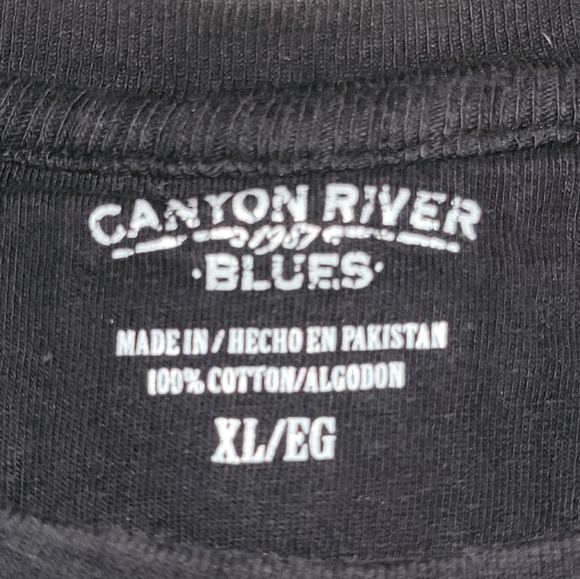 CANYON RIVER
1987
·BLUES·
MADE IN / HECHO EN PAKISTAN
100% COTTON/ALGODON
XL/EG